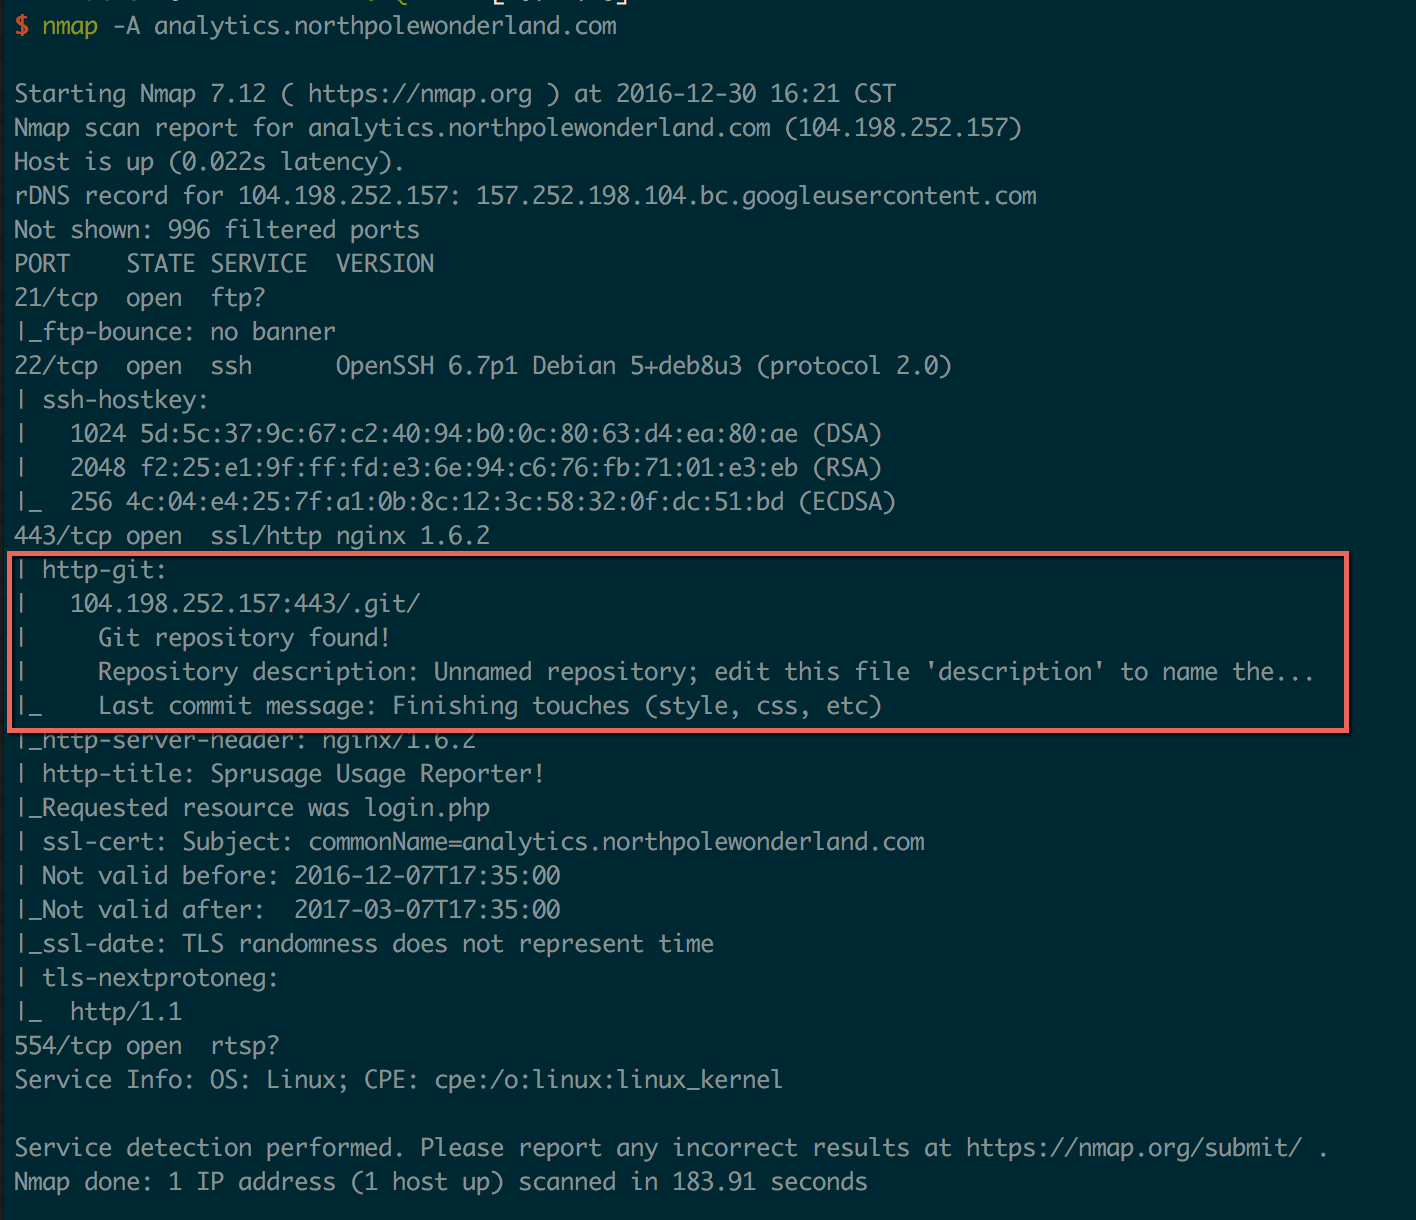 $ nmap -A analytics.northpolewonderland.com
Starting Nmap 7.12 ( https://nmap.org ) at 2016-12-30 16:21 CST
Nmap scan report for analytics.northpolewonderland.com (104.198.252.157)
Host is up (0.022s latency).
rDNS record for 104.198.252.157: 157.252.198.104.bc.googleusercontent.com
Not shown: 996 filtered ports
PORT    STATE SERVICE  VERSION
21/tcp  open  ftp?
|_ftp-bounce: no banner
22/tcp  open  ssh      OpenSSH 6.7p1 Debian 5+deb8u3 (protocol 2.0)
| ssh-hostkey:
|   1024 5d:5c:37:9c:67:c2:40:94:b0:0c:80:63:d4:ea:80:ae (DSA)
|   2048 f2:25:e1:9f:ff:fd:e3:6e:94:c6:76:fb:71:01:e3:eb (RSA)
|_  256 4c:04:e4:25:7f:a1:0b:8c:12:3c:58:32:0f:dc:51:bd (ECDSA)
443/tcp open  ssl/http nginx 1.6.2
| http-git:
|   104.198.252.157:443/.git/
|     Git repository found!
|     Repository description: Unnamed repository; edit this file 'description' to name the...
|_    Last commit message: Finishing touches (style, css, etc)
|_http-server-header: nginx/1.6.2
| http-title: Sprusage Usage Reporter!
|_Requested resource was login.php
| ssl-cert: Subject: commonName=analytics.northpolewonderland.com
| Not valid before: 2016-12-07T17:35:00
|_Not valid after:  2017-03-07T17:35:00
|_ssl-date: TLS randomness does not represent time
| tls-nextprotoneg:
|_  http/1.1
554/tcp open  rtsp?
Service Info: OS: Linux; CPE: cpe:/o:linux:linux_kernel
Service detection performed. Please report any incorrect results at https://nmap.org/submit/ .
Nmap done: 1 IP address (1 host up) scanned in 183.91 seconds